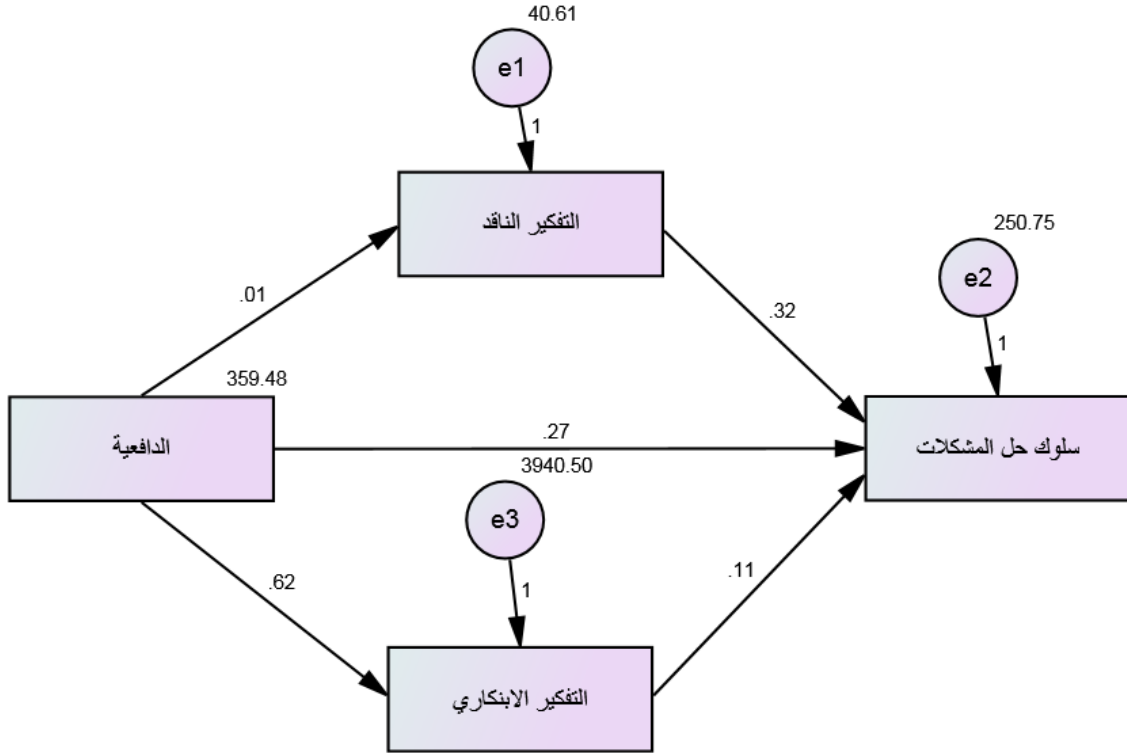 40.61
e1
1
التفكير الناقد
250.75
e2
.01
.32
1
359.48
الدافعية
.27
سلوك حل المشكلات
3940.50
e3
.62
1
.11
التفكير الابتكاري